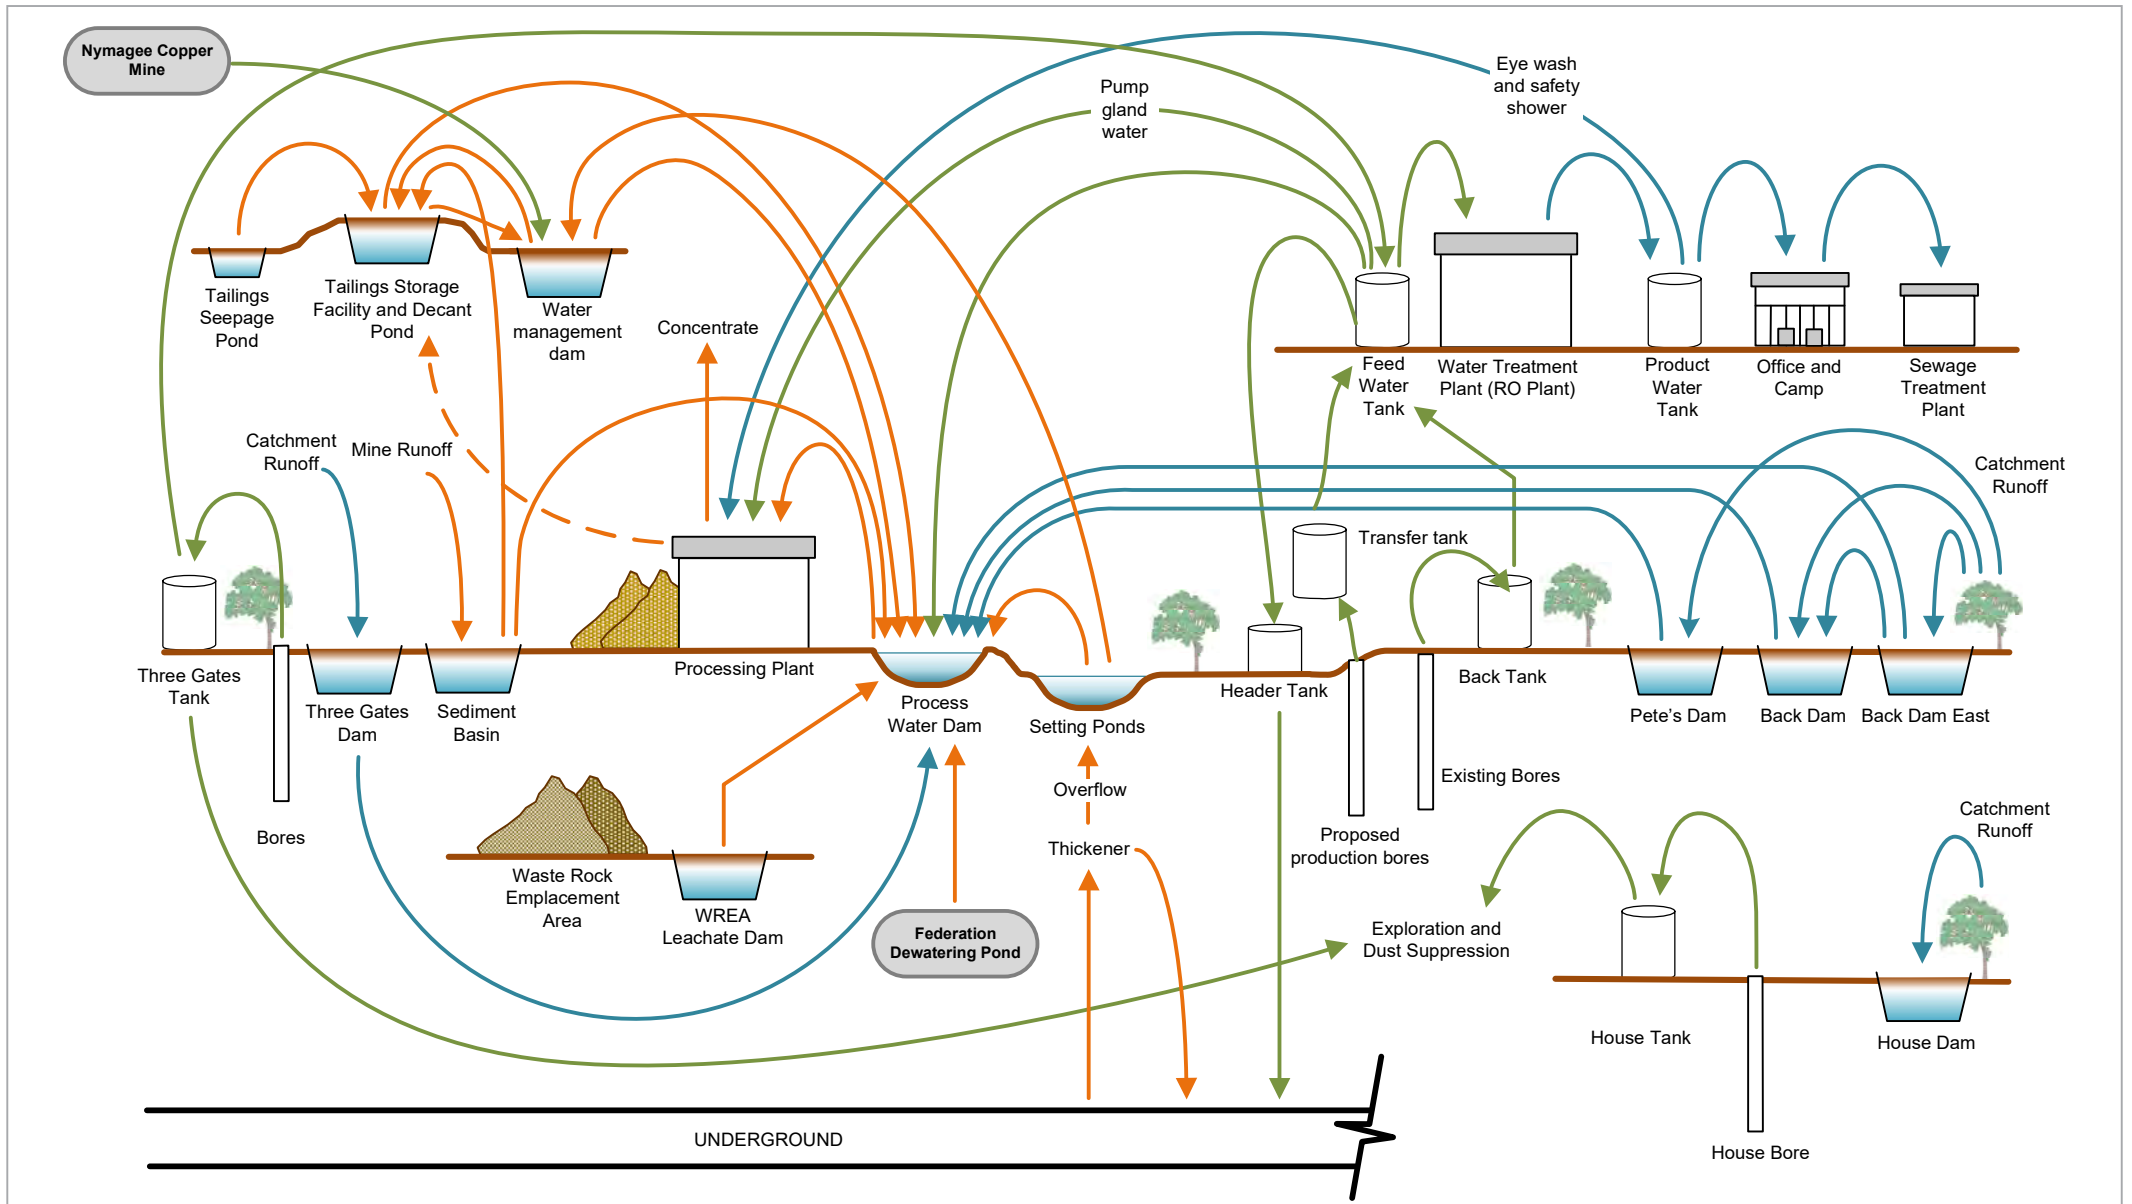 Nymagee Copper
Mine
Eye wash
and safety
shower
Pump
gland
water
Tailings
Seepage
Pond
Tailings Storage
Facility and Decant
Pond
Water
management
dam
Concentrate
Feed
Water
Tank
Water Treatment
Plant (RO Plant)
Product
Water
Tank
Office and
Camp
Sewage
Treatment
Plant
Catchment
Runoff
Mine Runoff
Catchment
Runoff
Transfer tank
Three Gates
Tank
Bores
Three Gates
Dam
Sediment
Basin
Processing Plant
Process
Water Dam
Setting Ponds
Header Tank
Back Tank
Pete's Dam
Back Dam
Back Dam East
Overflow
Thickener
Existing Bores
Proposed
production bores
Waste Rock
Emplacement
Area
WREA
Leachate Dam
Federation
Dewatering Pond
Exploration and
Dust Suppression
Catchment
Runoff
House Tank
House Dam
House Bore
UNDERGROUND